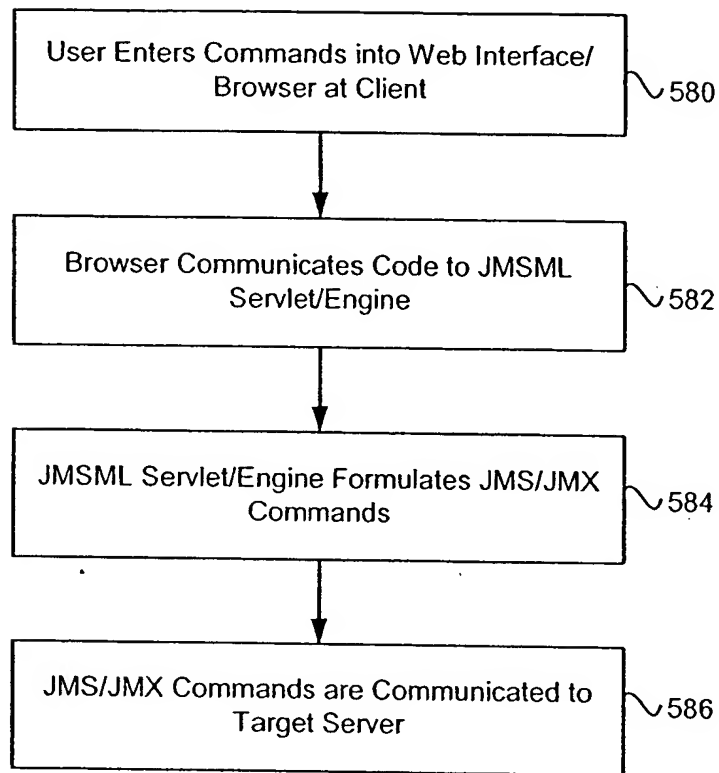 User Enters Commands into Web Interface/
Browser at Client
580
Browser Communicates Code to JMSML
Servlet/Engine
582
JMSML Servlet/Engine Formulates JMS/JMX
Commands
584
JMS/JMX Commands are Communicated to
Target Server
586